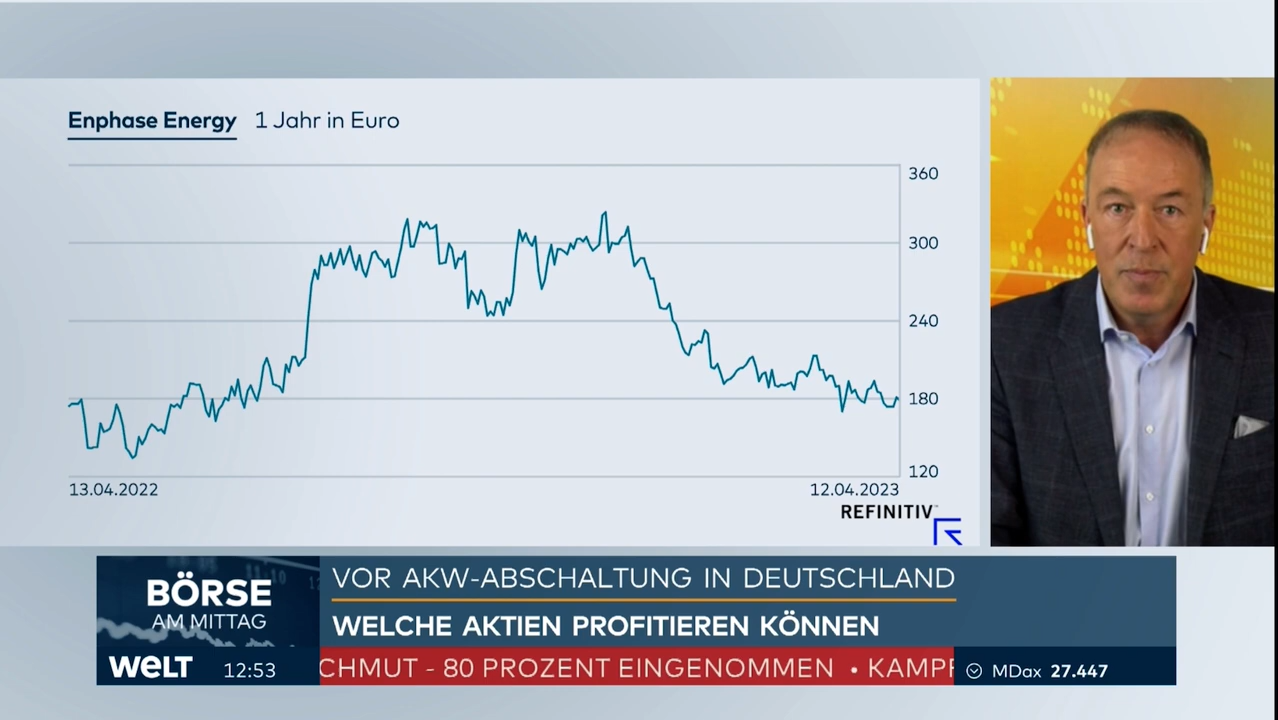 Enphase Energy 1 Jahr in Euro
360
300
240
180
120
13.04.2022 12.04.2023
REFINITIV
BÖRSE
AM MITTAG
VOR AKW-ABSCHALTUNG IN DEUTSCHLAND
WELCHE AKTIEN PROFITIEREN KÖNNEN
WELT 12:53 CHMUT - 80 PROZENT EINGENOMMEN • KAMPF MDax 27.447